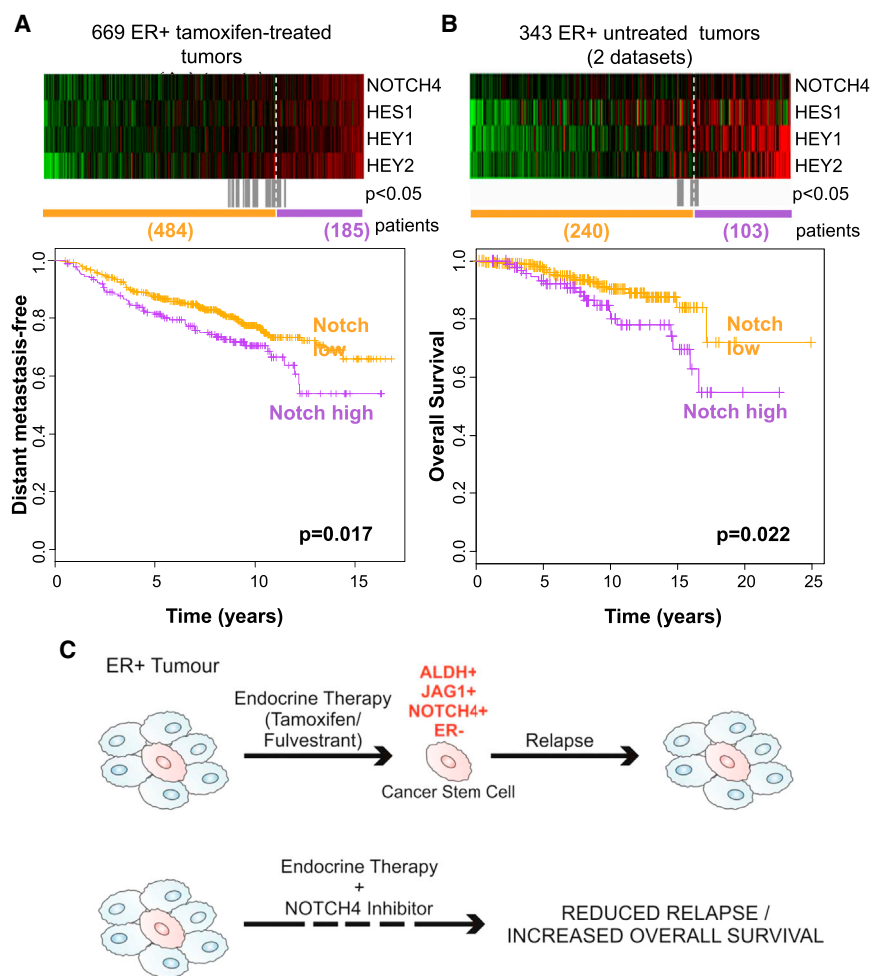 A
669 ER+ tamoxifen-treated
tumors
NOTCH4
HES1
HEY1
HEY2
p<0.05
(484)
(185)
patients
Distant metastasis-free
1.0
0.8
0.6
0.4
0.2
0.0
Notch
low
Notch high
p=0.017
0
5
10
15
Time (years)
B
343 ER+ untreated tumors
(2 datasets)
NOTCH4
HES1
HEY1
HEY2
p<0.05
(240)
(103)
patients
Overall Survival
1.0
0.8
0.6
0.4
0.2
0.0
Notch
low
Notch high
p=0.022
0
5
10
15
20
25
Time (years)
C
ER+ Tumour
Endocrine Therapy
(Tamoxifen/
Fulvestrant)
ALDH+
JAG1+
NOTCH4+
ER-
Cancer Stem Cell
Relapse
Endocrine Therapy
+
NOTCH4 Inhibitor
REDUCED RELAPSE /
INCREASED OVERALL SURVIVAL